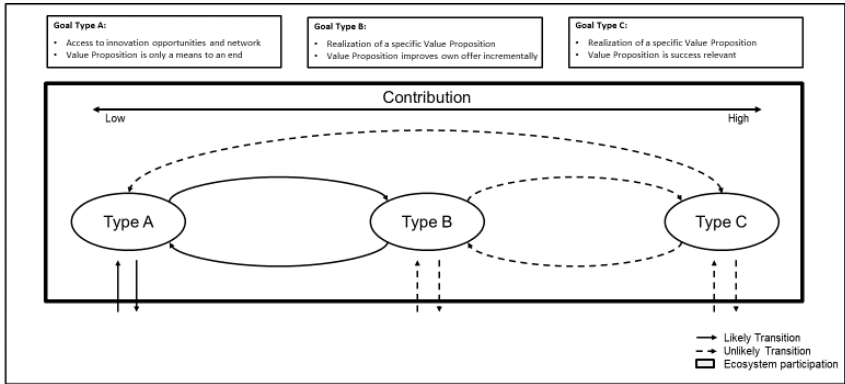 Goal Type A:
• Access to innovation opportunities and network
• Value Proposition is only a means to an end
Goal Type B:
• Realization of a specific Value Proposition
• Value Proposition improves own offer incrementally
Goal Type C:
• Realization of a specific Value Proposition
• Value Proposition is success relevant
Contribution
Low
High
Type A
Type B
Type C
Likely Transition
Unlikely Transition
Ecosystem participation